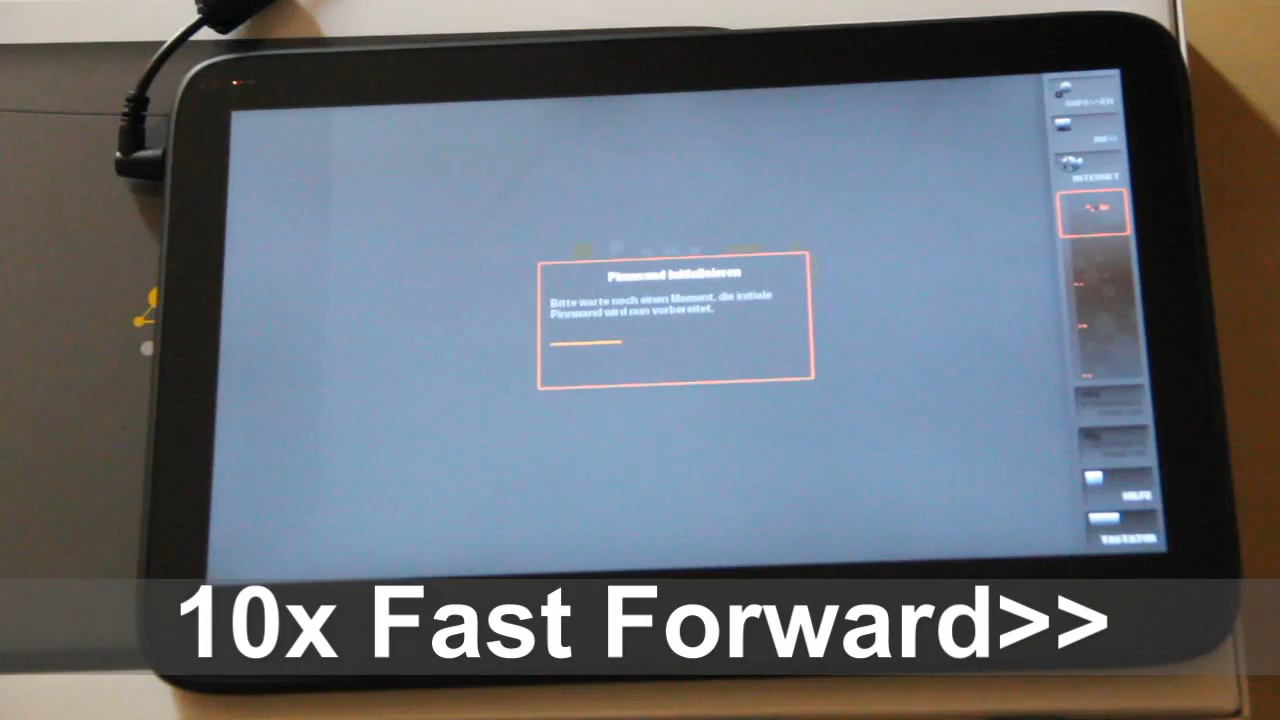 ANPASSEN
INTERNET
Pinnwand initialisieren
Bitte warte noch einen Moment, die initiale
Pinnwand wird nun vorbereitet.
HILFE
TASTATUR
10x Fast Forward>>